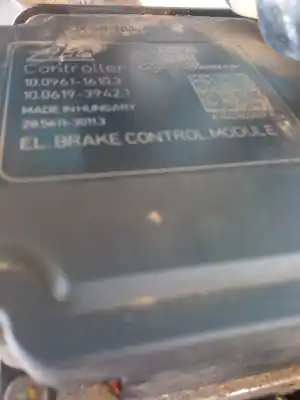 Ate
Controller
10.0961-1610.3
10.0619-3942.1
MADE IN HUNGARY
28.5611-3011.3
EL. BRAKE CONTROL MODULE